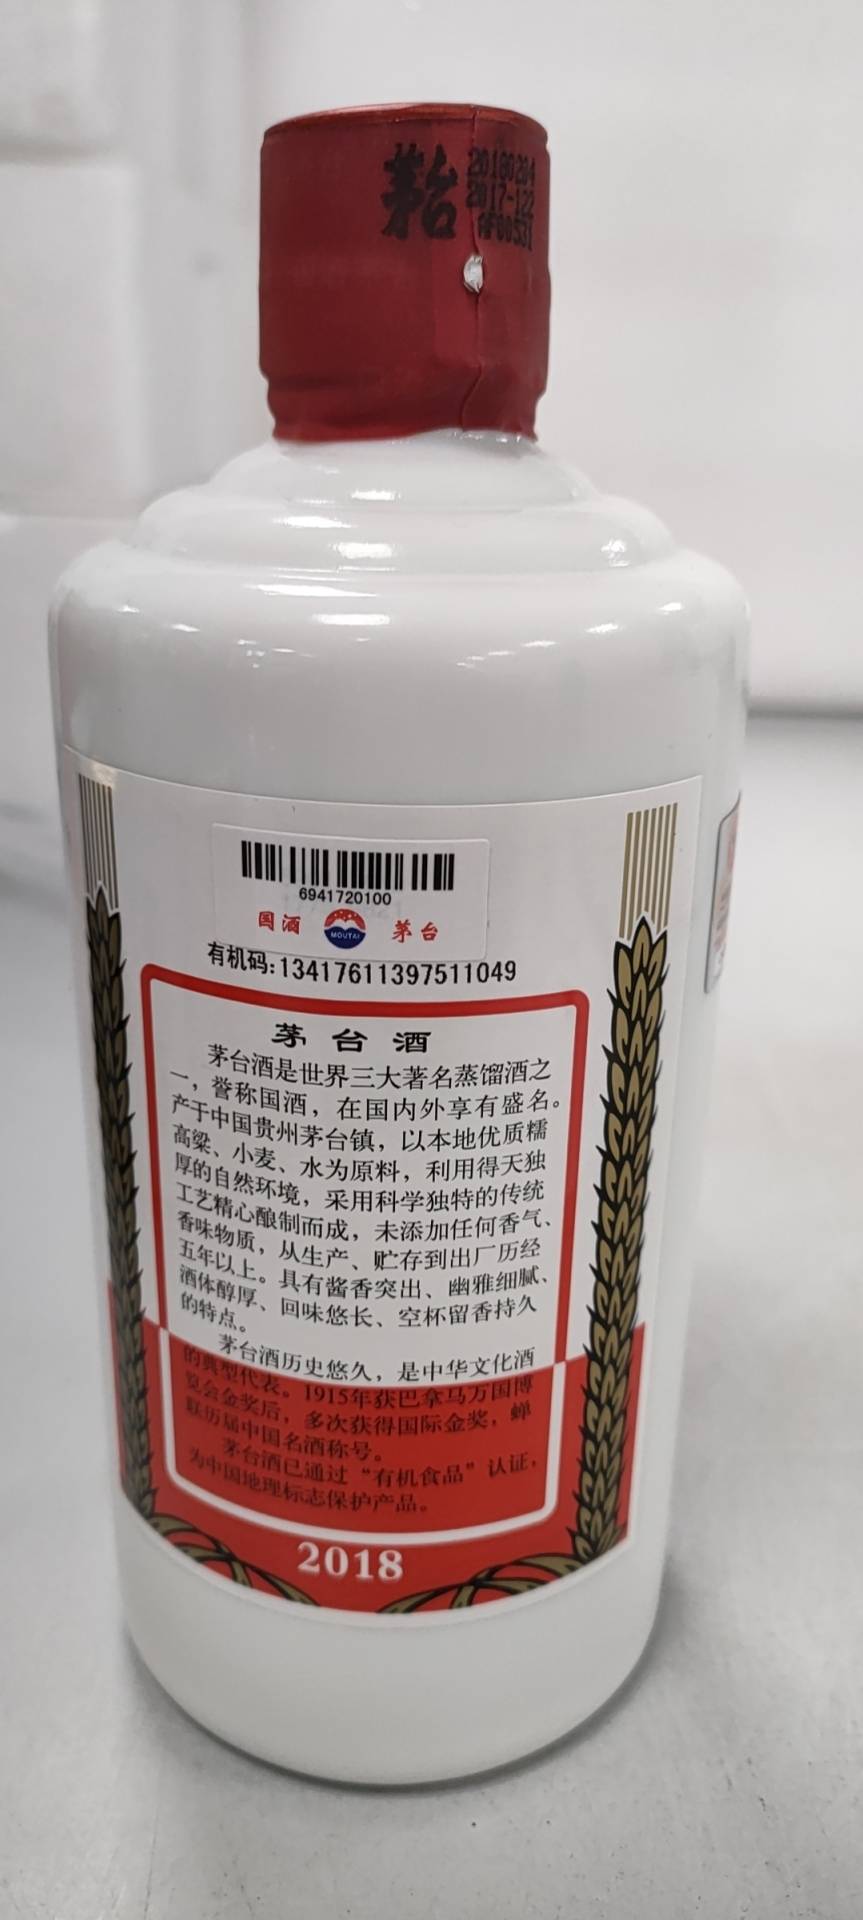 茅台
20180204
2017-122
6941720100
国酒
MOUTAI
茅台
有机码:13417611397511049
茅台酒
茅台酒是世界三大著名蒸馏酒之
一，誉称国酒，在国内外享有盛名。
产于中国贵州茅台镇，以本地优质糯
高粱、小麦、水为原料，利用得天独
厚的自然环境，采用科学独特的传统
工艺精心酿制而成，未添加任何香气、
香味物质，从生产、贮存到出厂历经
五年以上。具有酱香突出、幽雅细腻、
酒体醇厚、回味悠长、空杯留香持久
的特点。
茅台酒历史悠久，是中华文化酒
的典型代表。1915年获巴拿马万国博
览会金奖后，多次获得国际金奖，蝉
联历届中国名酒称号。
茅台酒已通过“有机食品”认证，
为中国地理标志保护产品。
2018